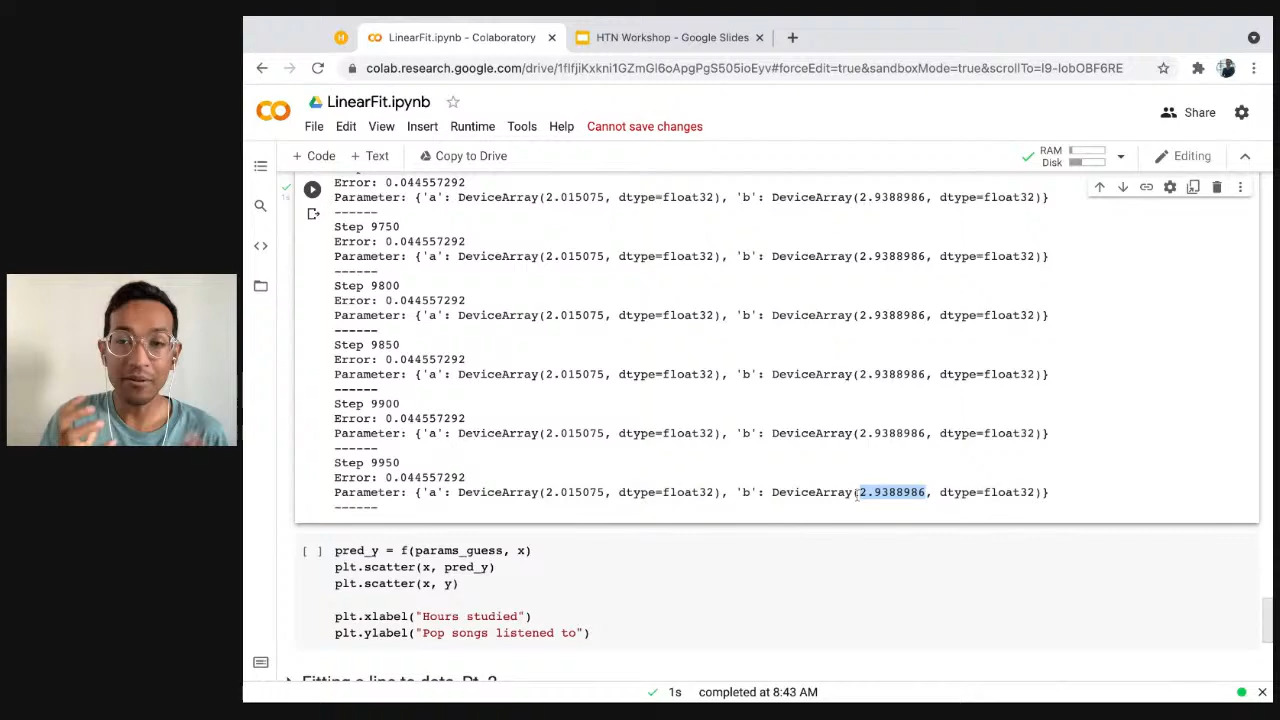 LinearFit.ipynb - Colaboratory
HTN Workshop - Google Slides
colab.research.google.com/drive/1fIfjiKxkni1GZmGl6oApgPgS505ioEyv#forceEdit=true&sandboxMode=true&scrollTo=I9-IobOBF6RE
LinearFit.ipynb
Share
File Edit View Insert Runtime Tools Help Cannot save changes
+ Code + Text Copy to Drive
RAM
Disk
Editing
1s
Error: 0.044557292
Parameter: {'a': DeviceArray(2.015075, dtype=float32), 'b': DeviceArray(2.9388986, dtype=float32)}
------
Step 9750
Error: 0.044557292
Parameter: {'a': DeviceArray(2.015075, dtype=float32), 'b': DeviceArray(2.9388986, dtype=float32)}
------
Step 9800
Error: 0.044557292
Parameter: {'a': DeviceArray(2.015075, dtype=float32), 'b': DeviceArray(2.9388986, dtype=float32)}
------
Step 9850
Error: 0.044557292
Parameter: {'a': DeviceArray(2.015075, dtype=float32), 'b': DeviceArray(2.9388986, dtype=float32)}
------
Step 9900
Error: 0.044557292
Parameter: {'a': DeviceArray(2.015075, dtype=float32), 'b': DeviceArray(2.9388986, dtype=float32)}
------
Step 9950
Error: 0.044557292
Parameter: {'a': DeviceArray(2.015075, dtype=float32), 'b': DeviceArray(2.9388986, dtype=float32)}
------
[ ] pred_y = f(params_guess, x)
plt.scatter(x, pred_y)
plt.scatter(x, y)
plt.xlabel("Hours studied")
plt.ylabel("Pop songs listened to")
Fitting a line to data, Pt. 2
1s completed at 8:43 AM